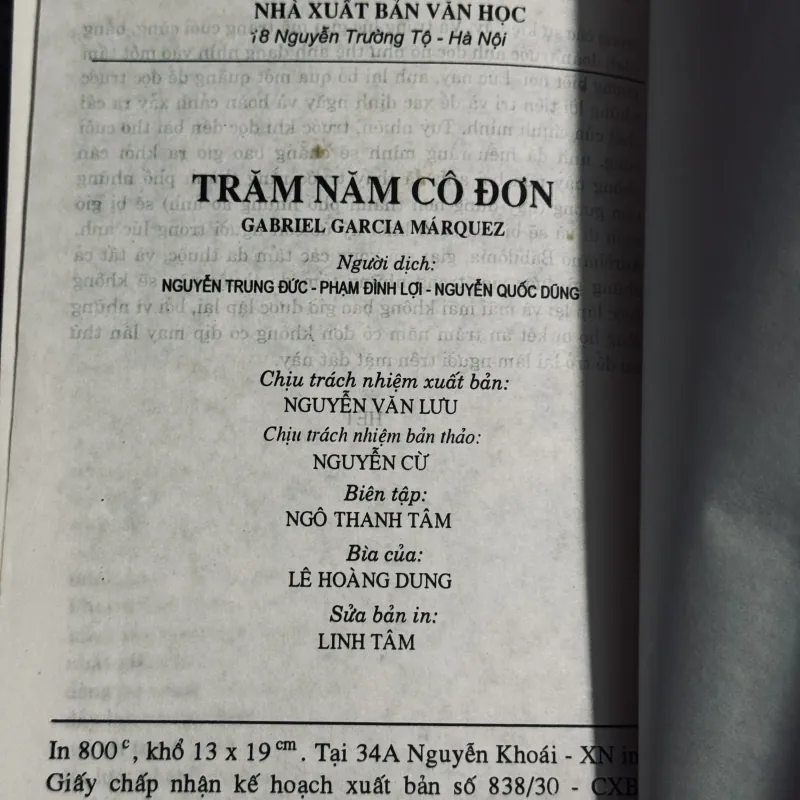 NHÀ XUẤT BẢN VĂN HỌC
18 Nguyễn Trường Tộ - Hà Nội
TRĂM NĂM CÔ ĐƠN
GABRIEL GARCIA MÁRQUEZ
Người dịch:
NGUYỄN TRUNG ĐỨC - PHẠM ĐÌNH LỢI - NGUYỄN QUỐC DŨNG
Chịu trách nhiệm xuất bản:
NGUYỄN VĂN LƯU
Chịu trách nhiệm bản thảo:
NGUYỄN CỪ
Biên tập:
NGÔ THANH TÂM
Bìa của:
LÊ HOÀNG DUNG
Sửa bản in:
LINH TÂM
In 800ᶜ, khổ 13 x 19ᶜᵐ. Tại 34A Nguyễn Khoái - XN in
Giấy chấp nhận kế hoạch xuất bản số 838/30 - CXB